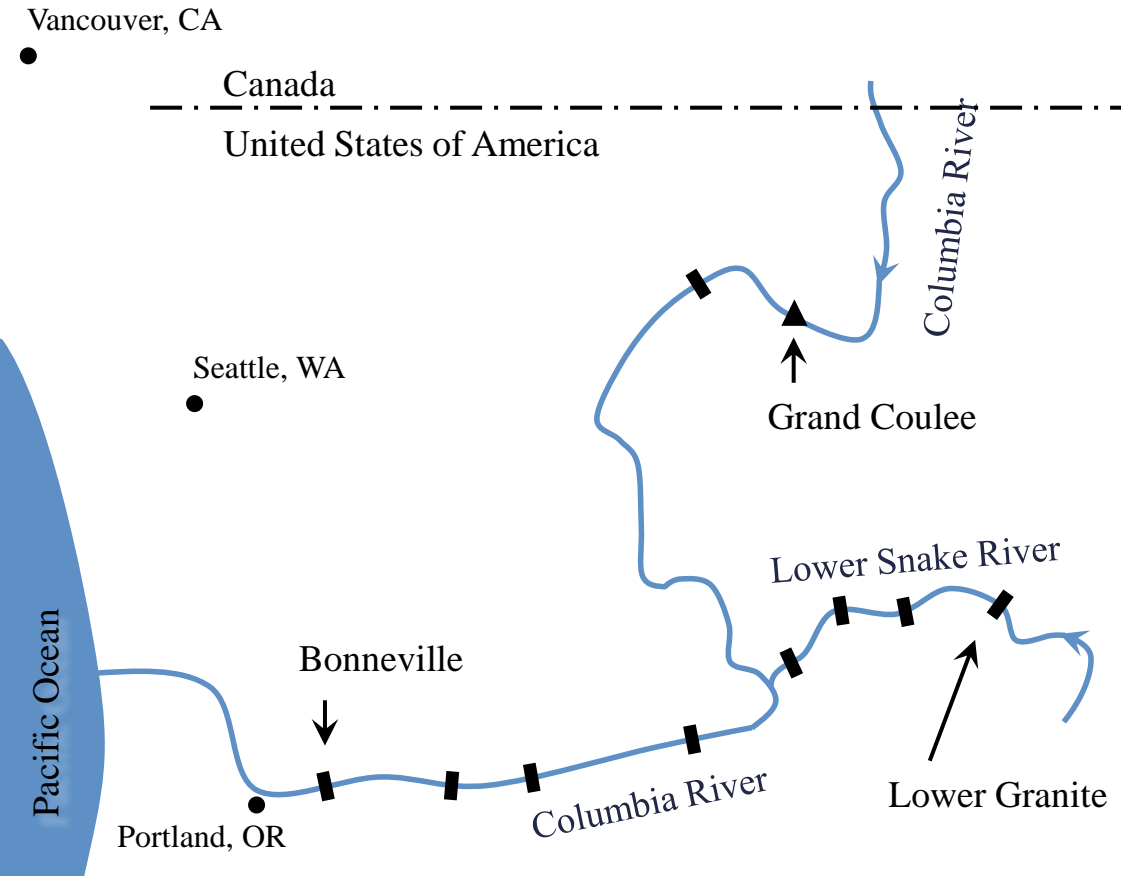 Vancouver, CA
Canada
United States of America
Columbia River
Seattle, WA
Grand Coulee
Lower Snake River
Pacific Ocean
Bonneville
Columbia River
Lower Granite
Portland, OR